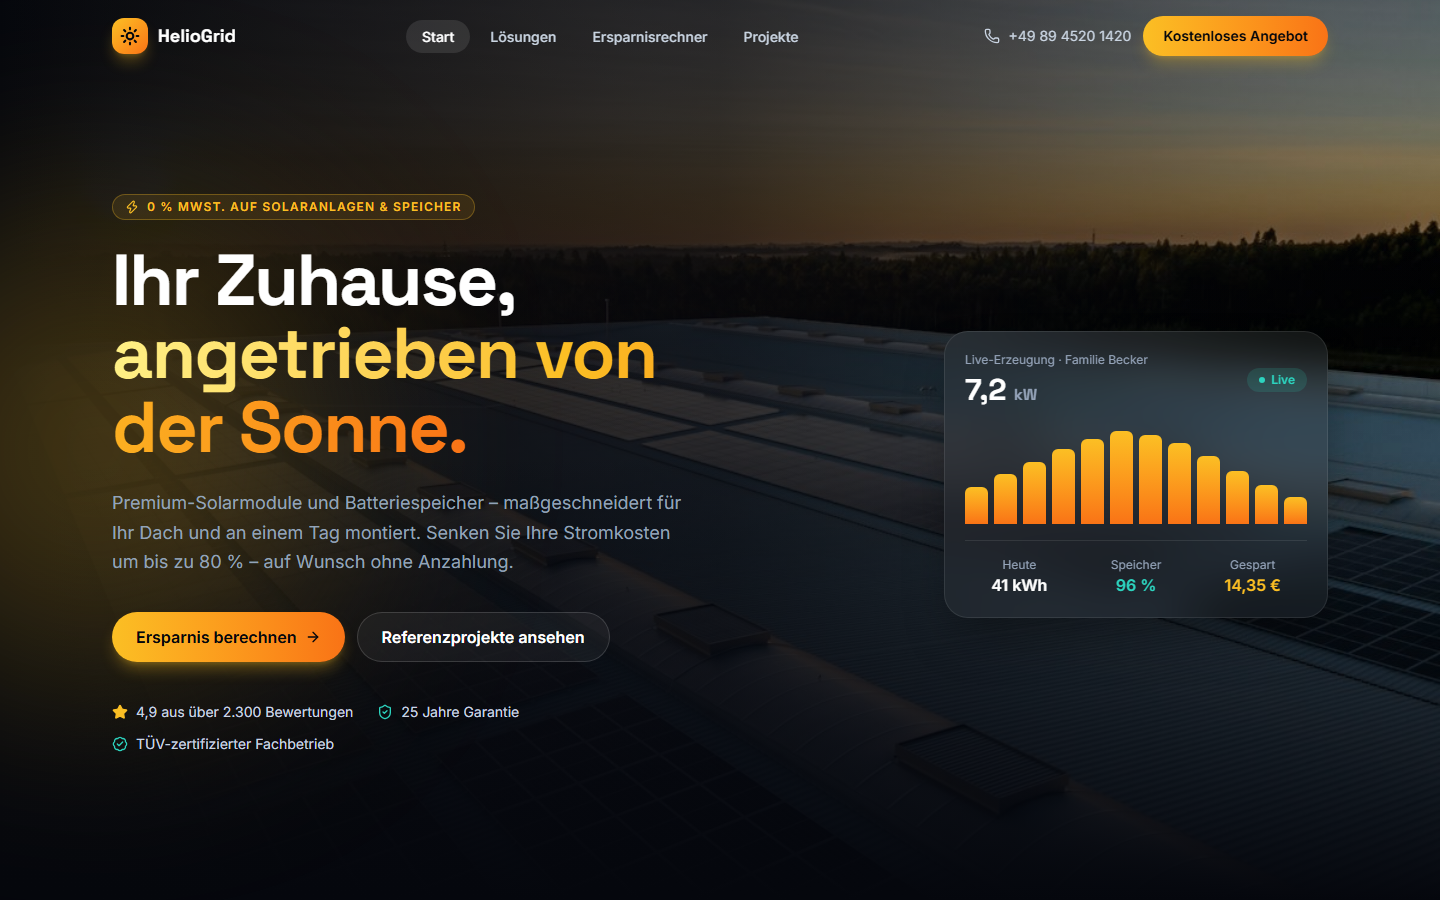 HelioGrid
Start
Lösungen
Ersparnisrechner
Projekte
+49 89 4520 1420
Kostenloses Angebot
0 % MWST. AUF SOLARANLAGEN & SPEICHER
Ihr Zuhause,
angetrieben von
der Sonne.
Premium-Solarmodule und Batteriespeicher – maßgeschneidert für
Ihr Dach und an einem Tag montiert. Senken Sie Ihre Stromkosten
um bis zu 80 % – auf Wunsch ohne Anzahlung.
Ersparnis berechnen
Referenzprojekte ansehen
4,9 aus über 2.300 Bewertungen
25 Jahre Garantie
TÜV-zertifizierter Fachbetrieb
Live-Erzeugung · Familie Becker
7,2 kW
Live
Heute
41 kWh
Speicher
96 %
Gespart
14,35 €